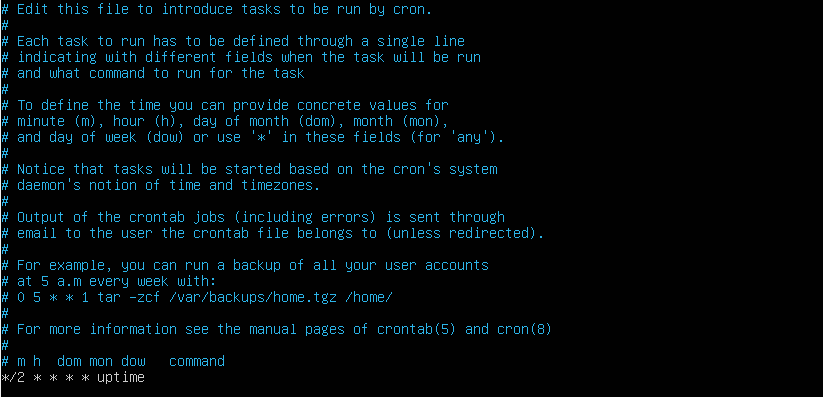 # Edit this file to introduce tasks to be run by cron.
#
# Each task to run has to be defined through a single line
# indicating with different fields when the task will be run
# and what command to run for the task
#
# To define the time you can provide concrete values for
# minute (m), hour (h), day of month (dom), month (mon),
# and day of week (dow) or use '*' in these fields (for 'any').
#
# Notice that tasks will be started based on the cron's system
# daemon's notion of time and timezones.
#
# Output of the crontab jobs (including errors) is sent through
# email to the user the crontab file belongs to (unless redirected).
#
# For example, you can run a backup of all your user accounts
# at 5 a.m every week with:
# 0 5 * * 1 tar -zcf /var/backups/home.tgz /home/
#
# For more information see the manual pages of crontab(5) and cron(8)
#
# m h  dom mon dow   command
*/2 * * * * uptime